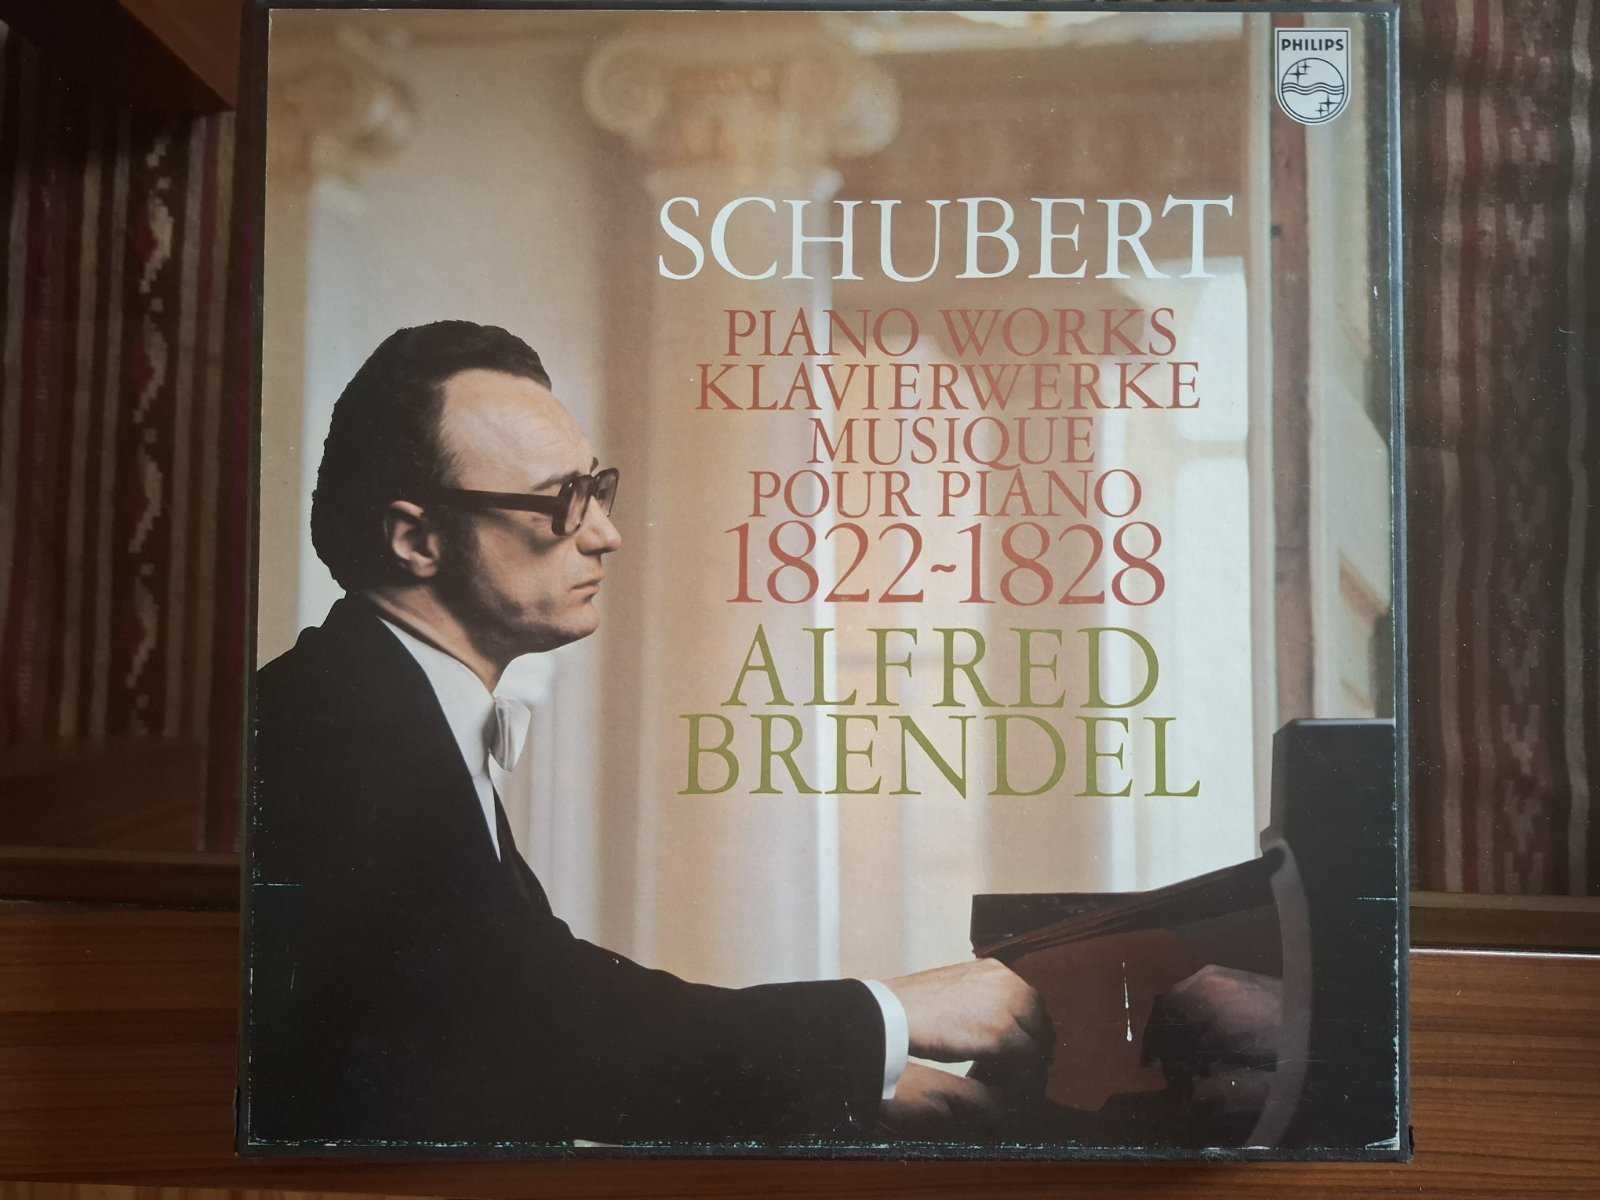 PHILIPS
SCHUBERT
PIANO WORKS
KLAVIERWERKE
MUSIQUE
POUR PIANO
1822~1828
ALFRED
BRENDEL